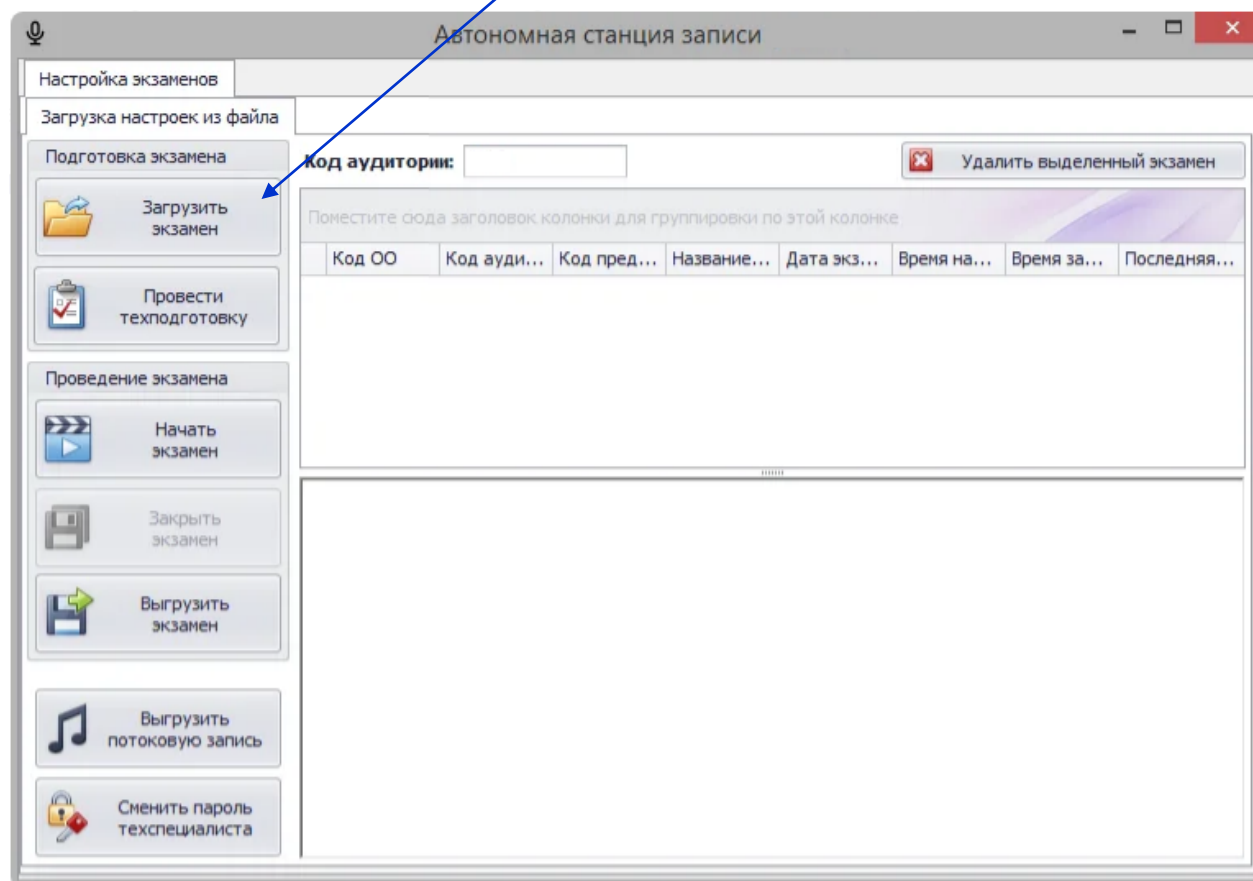 Автономная станция записи
Настройка экзаменов
Загрузка настроек из файла
Подготовка экзамена
Код аудитории:
Удалить выделенный экзамен
Загрузить
экзамен
Поместите сюда заголовок колонки для группировки по этой колонке
Код ОО Код ауди... Код пред... Название... Дата экз... Время на... Время за... Последняя...
Провести
техподготовку
Проведение экзамена
Начать
экзамен
Закрыть
экзамен
Выгрузить
экзамен
Выгрузить
потоковую запись
Сменить пароль
техспециалиста